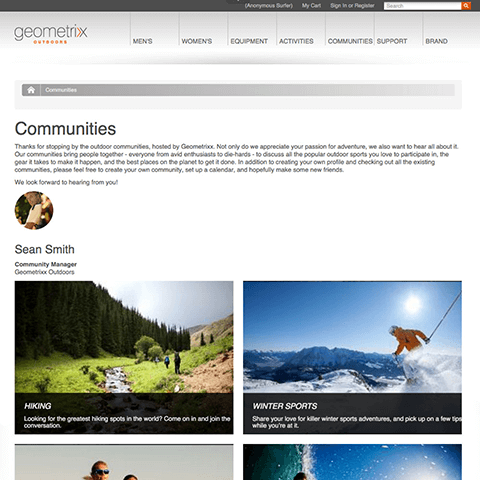 (Anonymous Surfer) My Cart Sign In or Register Search
geometrixx
OUTDOORS
MEN'S WOMEN'S EQUIPMENT ACTIVITIES COMMUNITIES SUPPORT BRAND
Communities
Communities
Thanks for stopping by the outdoor communities, hosted by Geometrixx. Not only do we appreciate your passion for adventure, we also want to hear all about it.
Our communities bring people together - everyone from avid enthusiasts to die-hards - to discuss all the popular outdoor sports you love to participate in, the
gear it takes to make it happen, and the best places on the planet to get it done. In addition to creating your own profile and checking out all the existing
communities, please feel free to create your own community, set up a calendar, and hopefully make some new friends.
We look forward to hearing from you!
Sean Smith
Community Manager
Geometrixx Outdoors
HIKING
Looking for the greatest hiking spots in the world? Come on in and join the
conversation.
WINTER SPORTS
Share your love for killer winter sports adventures, and pick up on a few tips
while you're at it.